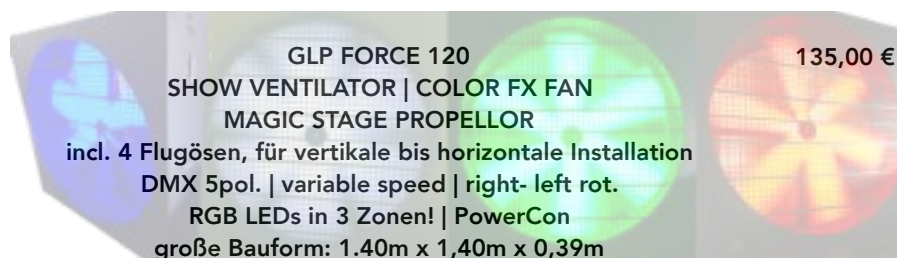 GLP FORCE 120 135,00 €
SHOW VENTILATOR | COLOR FX FAN
MAGIC STAGE PROPELLOR
incl. 4 Flugösen, für vertikale bis horizontale Installation
DMX 5pol. | variable speed | right- left rot.
RGB LEDs in 3 Zonen! | PowerCon
große Bauform: 1.40m x 1,40m x 0,39m